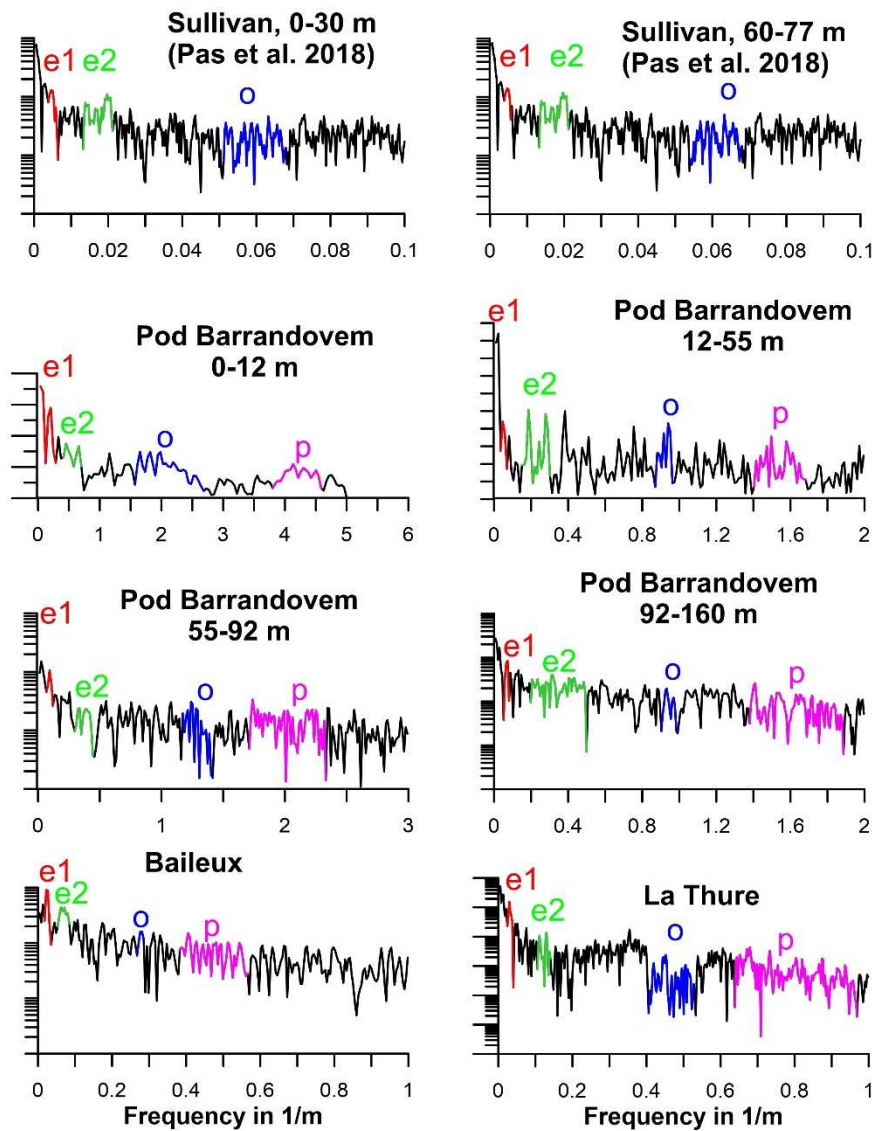 Sullivan, 0-30 m
(Pas et al. 2018)
e1
e2
o
0 0.02 0.04 0.06 0.08 0.1
Sullivan, 60-77 m
(Pas et al. 2018)
e1
e2
o
0 0.02 0.04 0.06 0.08 0.1
Pod Barrandovem
0-12 m
e1
e2
o
p
0 1 2 3 4 5 6
Pod Barrandovem
12-55 m
e1
e2
o
p
0 0.4 0.8 1.2 1.6 2
Pod Barrandovem
55-92 m
e1
e2
o
p
0 1 2 3
Pod Barrandovem
92-160 m
e1
e2
o
p
0 0.4 0.8 1.2 1.6 2
Baileux
e1
e2
o
p
0 0.2 0.4 0.6 0.8 1
Frequency in 1/m
La Thure
e1
e2
o
p
0 0.2 0.4 0.6 0.8 1
Frequency in 1/m